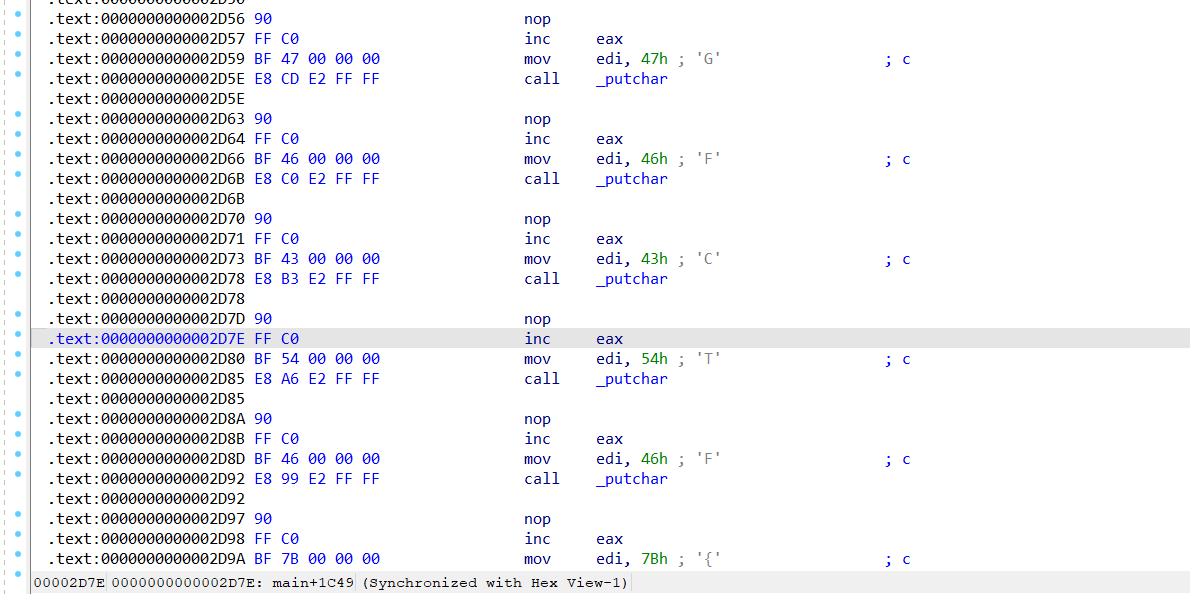 .text:0000000000002D56 90 nop
.text:0000000000002D57 FF C0 inc eax
.text:0000000000002D59 BF 47 00 00 00 mov edi, 47h ; 'G' ; c
.text:0000000000002D5E E8 CD E2 FF FF call _putchar
.text:0000000000002D5E
.text:0000000000002D63 90 nop
.text:0000000000002D64 FF C0 inc eax
.text:0000000000002D66 BF 46 00 00 00 mov edi, 46h ; 'F' ; c
.text:0000000000002D6B E8 C0 E2 FF FF call _putchar
.text:0000000000002D6B
.text:0000000000002D70 90 nop
.text:0000000000002D71 FF C0 inc eax
.text:0000000000002D73 BF 43 00 00 00 mov edi, 43h ; 'C' ; c
.text:0000000000002D78 E8 B3 E2 FF FF call _putchar
.text:0000000000002D78
.text:0000000000002D7D 90 nop
.text:0000000000002D7E FF C0 inc eax
.text:0000000000002D80 BF 54 00 00 00 mov edi, 54h ; 'T' ; c
.text:0000000000002D85 E8 A6 E2 FF FF call _putchar
.text:0000000000002D85
.text:0000000000002D8A 90 nop
.text:0000000000002D8B FF C0 inc eax
.text:0000000000002D8D BF 46 00 00 00 mov edi, 46h ; 'F' ; c
.text:0000000000002D92 E8 99 E2 FF FF call _putchar
.text:0000000000002D92
.text:0000000000002D97 90 nop
.text:0000000000002D98 FF C0 inc eax
.text:0000000000002D9A BF 7B 00 00 00 mov edi, 7Bh ; '{' ; c
00002D7E 0000000000002D7E: main+1C49 (Synchronized with Hex View-1)